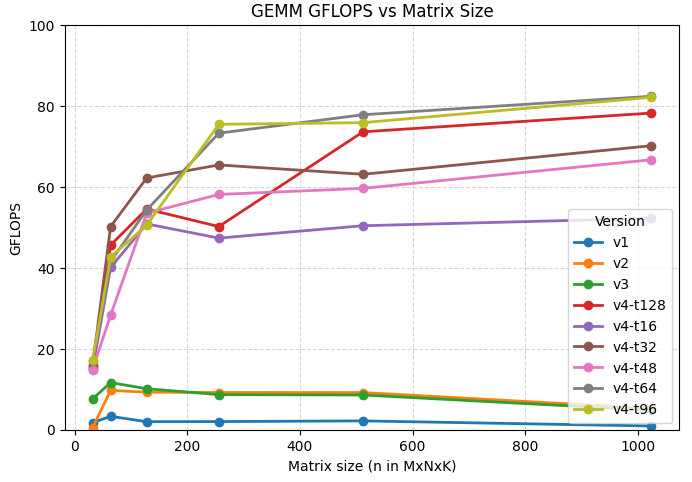 GEMM GFLOPS vs Matrix Size
100
80
60
40
20
0
GFLOPS
0
200
400
600
800
1000
Matrix size (n in MxNxK)
Version
v1
v2
v3
v4-t128
v4-t16
v4-t32
v4-t48
v4-t64
v4-t96